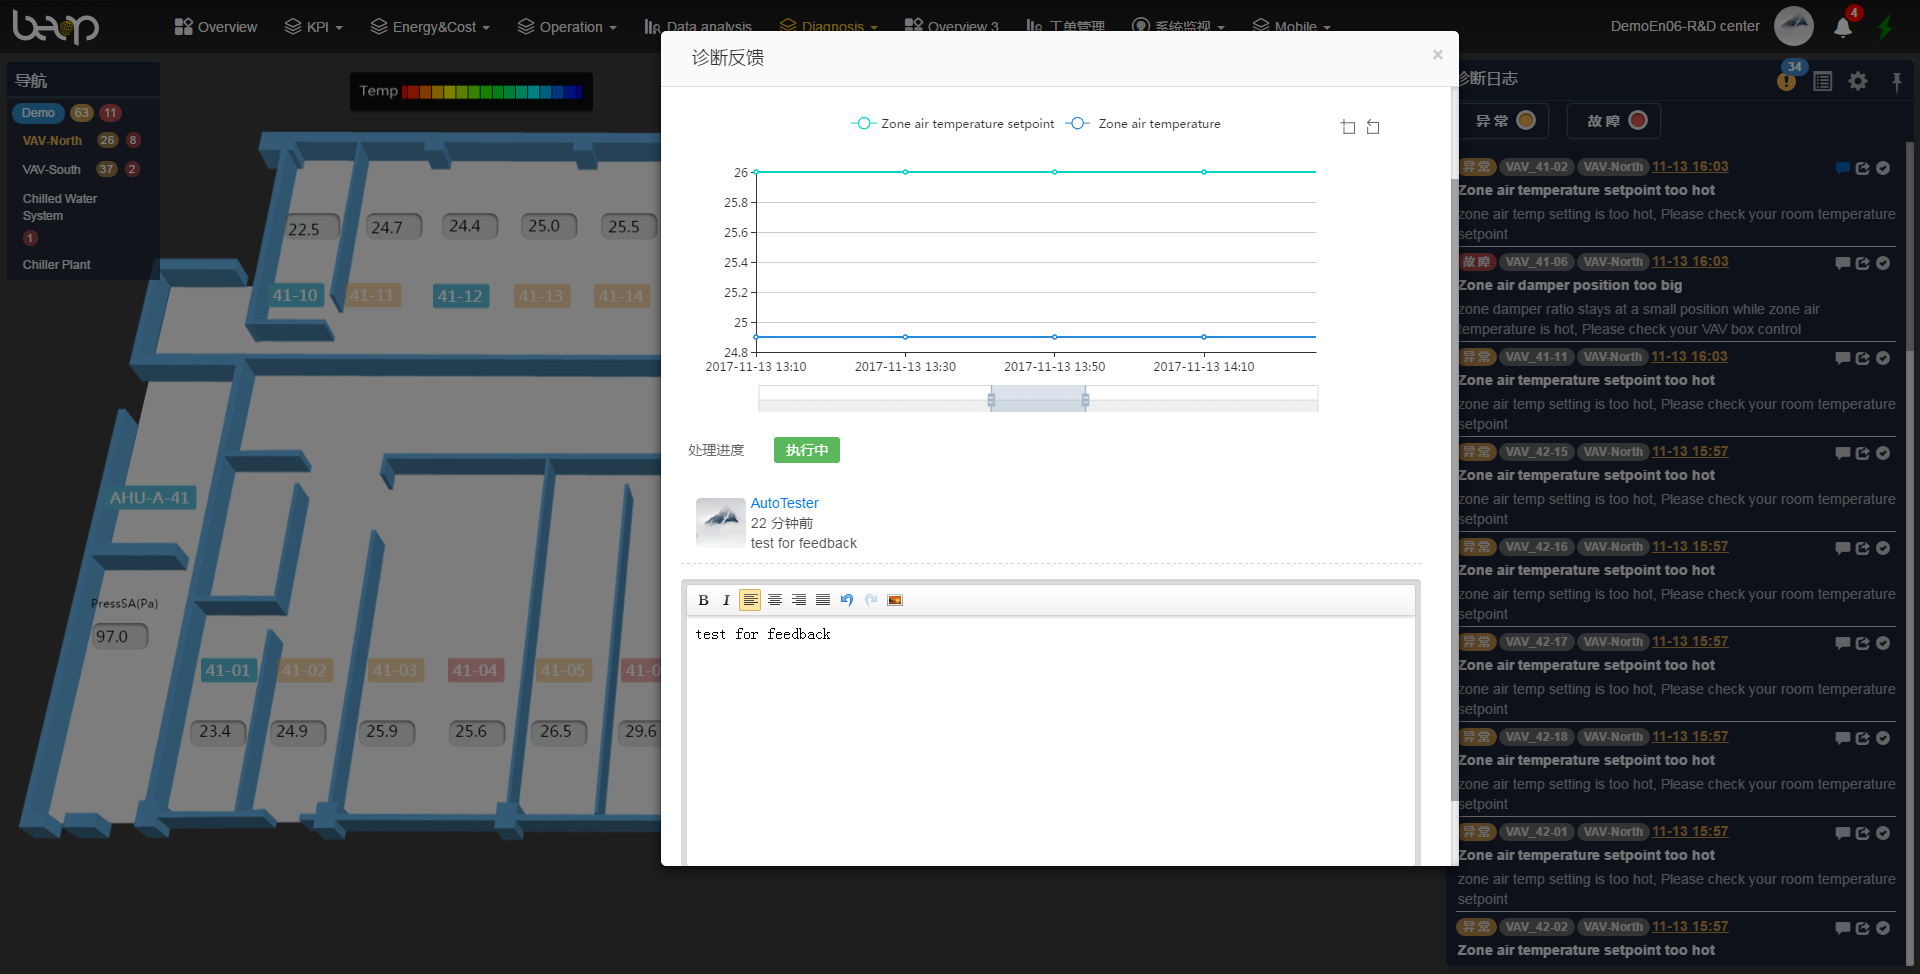 beop
Overview
KPI
Energy&Cost
Operation
Data analysis
Diagnosis
Overview 3
工单管理
系统监视
Mobile
DemoEn06-R&D center
4
导航
Demo 63 11
VAV-North 26 8
VAV-South 37 2
Chilled Water
System
1
Chiller Plant
Temp
22.5
24.7
24.4
25.0
25.5
41-10
41-11
41-12
41-13
41-14
AHU-A-41
PressSA(Pa)
97.0
41-01
41-02
41-03
41-04
41-05
41-0
23.4
24.9
25.9
25.6
26.5
29.6
诊断反馈
×
Zone air temperature setpoint
Zone air temperature
26
25.8
25.6
25.4
25.2
25
24.8
2017-11-13 13:10
2017-11-13 13:30
2017-11-13 13:50
2017-11-13 14:10
处理进度
执行中
AutoTester
22 分钟前
test for feedback
B I
test for feedback
诊断日志
34
异常
故障
异常 VAV_41-02 VAV-North 11-13 16:03
Zone air temperature setpoint too hot
zone air temp setting is too hot, Please check your room temperature
setpoint
故障 VAV_41-06 VAV-North 11-13 16:03
Zone air damper position too big
zone damper ratio stays at a small position while zone air
temperature is hot, Please check your VAV box control
异常 VAV_41-11 VAV-North 11-13 16:03
Zone air temperature setpoint too hot
zone air temp setting is too hot, Please check your room temperature
setpoint
异常 VAV_42-15 VAV-North 11-13 15:57
Zone air temperature setpoint too hot
zone air temp setting is too hot, Please check your room temperature
setpoint
异常 VAV_42-16 VAV-North 11-13 15:57
Zone air temperature setpoint too hot
zone air temp setting is too hot, Please check your room temperature
setpoint
异常 VAV_42-17 VAV-North 11-13 15:57
Zone air temperature setpoint too hot
zone air temp setting is too hot, Please check your room temperature
setpoint
异常 VAV_42-18 VAV-North 11-13 15:57
Zone air temperature setpoint too hot
zone air temp setting is too hot, Please check your room temperature
setpoint
异常 VAV_42-01 VAV-North 11-13 15:57
Zone air temperature setpoint too hot
zone air temp setting is too hot, Please check your room temperature
setpoint
异常 VAV_42-02 VAV-North 11-13 15:57
Zone air temperature setpoint too hot